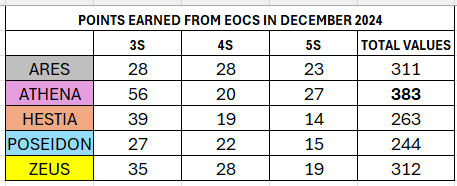 POINTS EARNED FROM EOCS IN DECEMBER 2024
3S 4S 5S TOTAL VALUES
ARES 28 28 23 311
ATHENA 56 20 27 383
HESTIA 39 19 14 263
POSEIDON 27 22 15 244
ZEUS 35 28 19 312